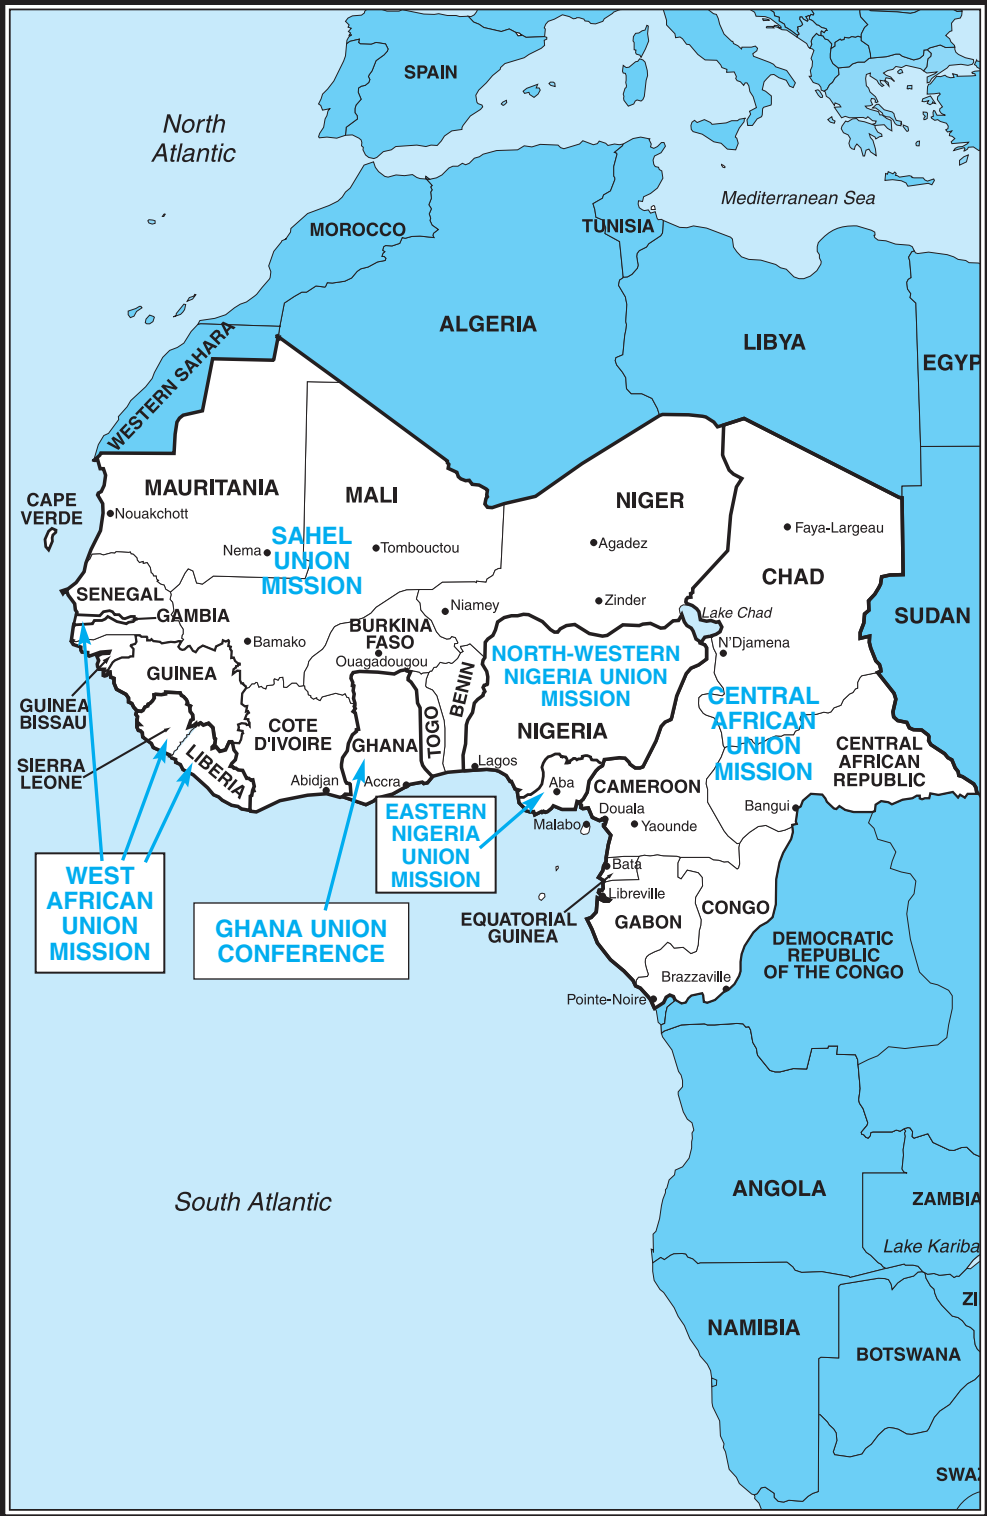 SPAIN
North
Atlantic
Mediterranean Sea
MOROCCO
TUNISIA
ALGERIA
LIBYA
EGYP
WESTERN SAHARA
CAPE
VERDE
MAURITANIA
Nouakchott
MALI
NIGER
Faya-Largeau
SAHEL
UNION
MISSION
Nema
Tombouctou
Agadez
CHAD
SENEGAL
GAMBIA
Niamey
Zinder
Lake Chad
SUDAN
BURKINA
FASO
Ouagadougou
Bamako
N'Djamena
NORTH-WESTERN
NIGERIA UNION
MISSION
NIGERIA
GUINEA
GUINEA
BISSAU
BENIN
TOGO
CENTRAL
AFRICAN
UNION
MISSION
COTE
D'IVOIRE
GHANA
CENTRAL
AFRICAN
REPUBLIC
SIERRA
LEONE
LIBERIA
Lagos
Abidjan
Accra
Aba
CAMEROON
Douala
Bangui
Malabo
Yaounde
EASTERN
NIGERIA
UNION
MISSION
WEST
AFRICAN
UNION
MISSION
GHANA UNION
CONFERENCE
Bata
Libreville
EQUATORIAL
GUINEA
GABON
CONGO
DEMOCRATIC
REPUBLIC
OF THE CONGO
Brazzaville
Pointe-Noire
South Atlantic
ANGOLA
ZAMBIA
Lake Kariba
ZI
NAMIBIA
BOTSWANA
SWA